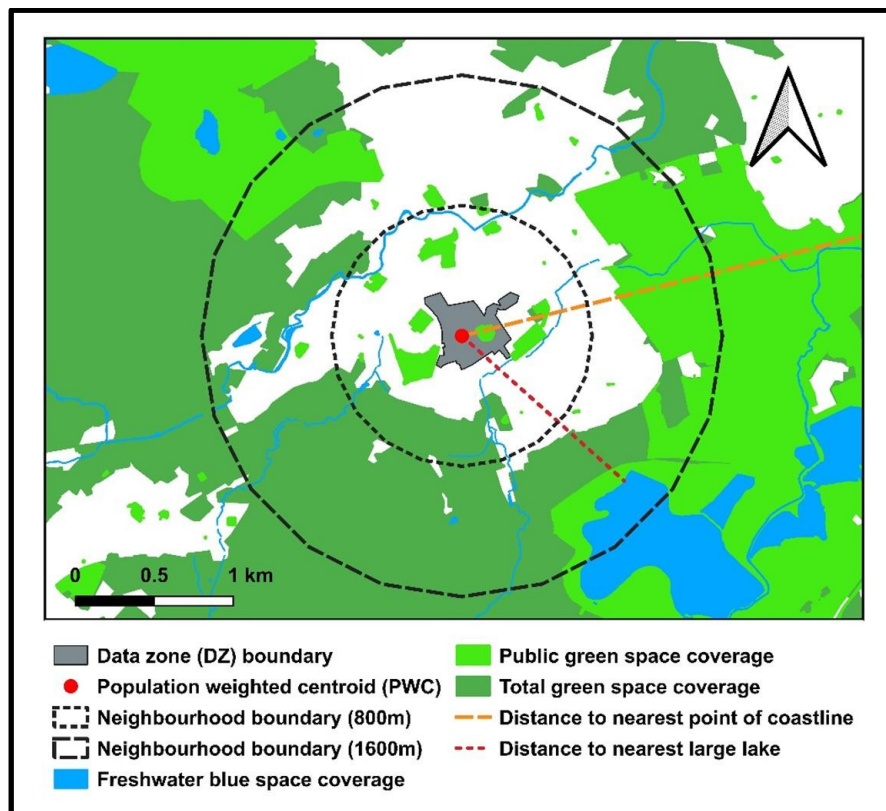 0 0.5 1 km
Data zone (DZ) boundary
Population weighted centroid (PWC)
Neighbourhood boundary (800m)
Neighbourhood boundary (1600m)
Freshwater blue space coverage
Public green space coverage
Total green space coverage
Distance to nearest point of coastline
Distance to nearest large lake